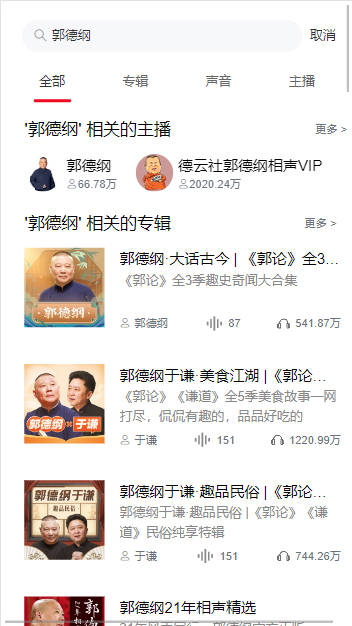 郭德纲
取消
全部
专辑
声音
主播
'郭德纲' 相关的主播
更多 >
郭德纲
66.78万
德云社郭德纲相声VIP
2020.24万
'郭德纲' 相关的专辑
更多 >
郭德纲
郭德纲·大话古今 | 《郭论》全3...
《郭论》全3季趣史奇闻大合集
郭德纲
87
541.87万
郭德纲 于谦
郭德纲于谦·美食江湖 |《郭论...
《郭论》《谦道》全5季美食故事一网
打尽，侃侃有趣的，品品好吃的
于谦
151
1220.99万
郭德纲于谦
趣品民俗
郭德纲于谦·趣品民俗 |《郭论...
郭德纲于谦·趣品民俗 |《郭论》《谦
道》民俗纯享特辑
于谦
151
744.26万
郭德纲
21年相声
郭德纲21年相声精选